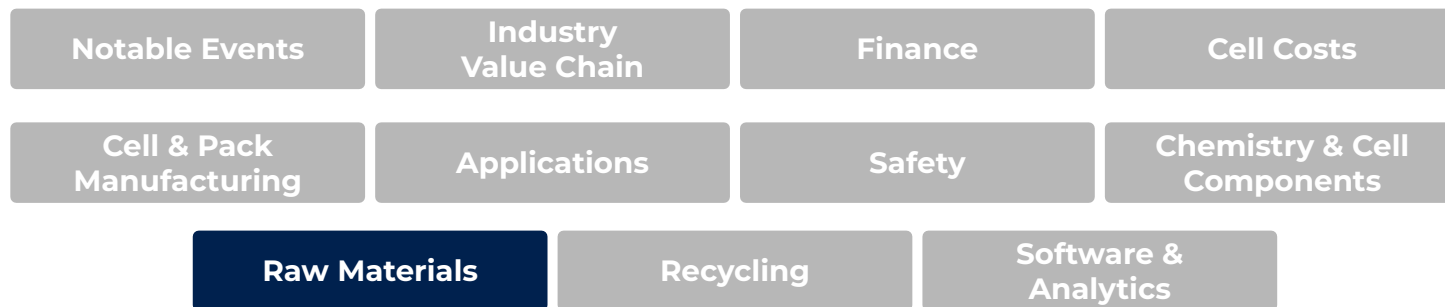 Notable Events
Industry
Value Chain
Finance
Cell Costs
Cell & Pack
Manufacturing
Applications
Safety
Chemistry & Cell
Components
Raw Materials
Recycling
Software &
Analytics